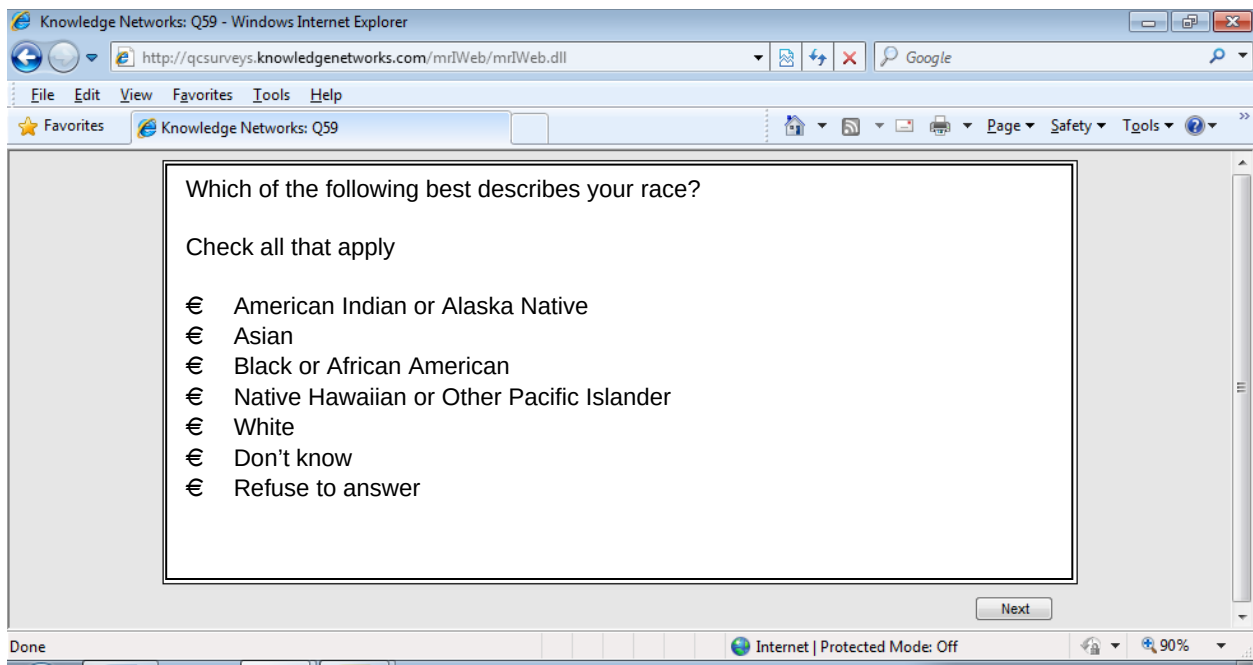 Knowledge Networks: Q59 - Windows Internet Explorer
http://qcsurveys.knowledgenetworks.com/mrIWeb/mrIWeb.dll
Google
File Edit View Favorites Tools Help
Favorites Knowledge Networks: Q59 Page Safety Tools
Which of the following best describes your race?
Check all that apply
€ American Indian or Alaska Native
€ Asian
€ Black or African American
€ Native Hawaiian or Other Pacific Islander
€ White
€ Don’t know
€ Refuse to answer
Next
Done Internet | Protected Mode: Off 90%